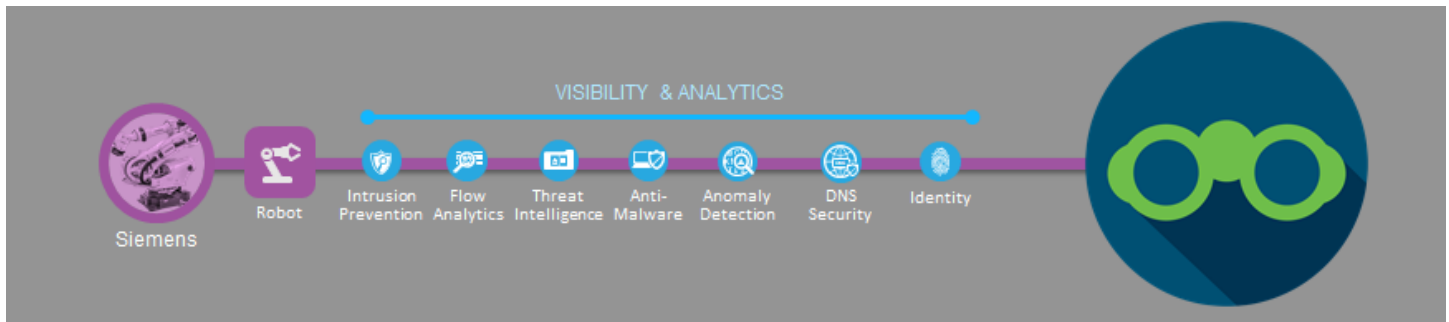 VISIBILITY & ANALYTICS
Siemens
Robot
Intrusion
Prevention
Flow
Analytics
Threat
Intelligence
Anti-
Malware
Anomaly
Detection
DNS
Security
Identity